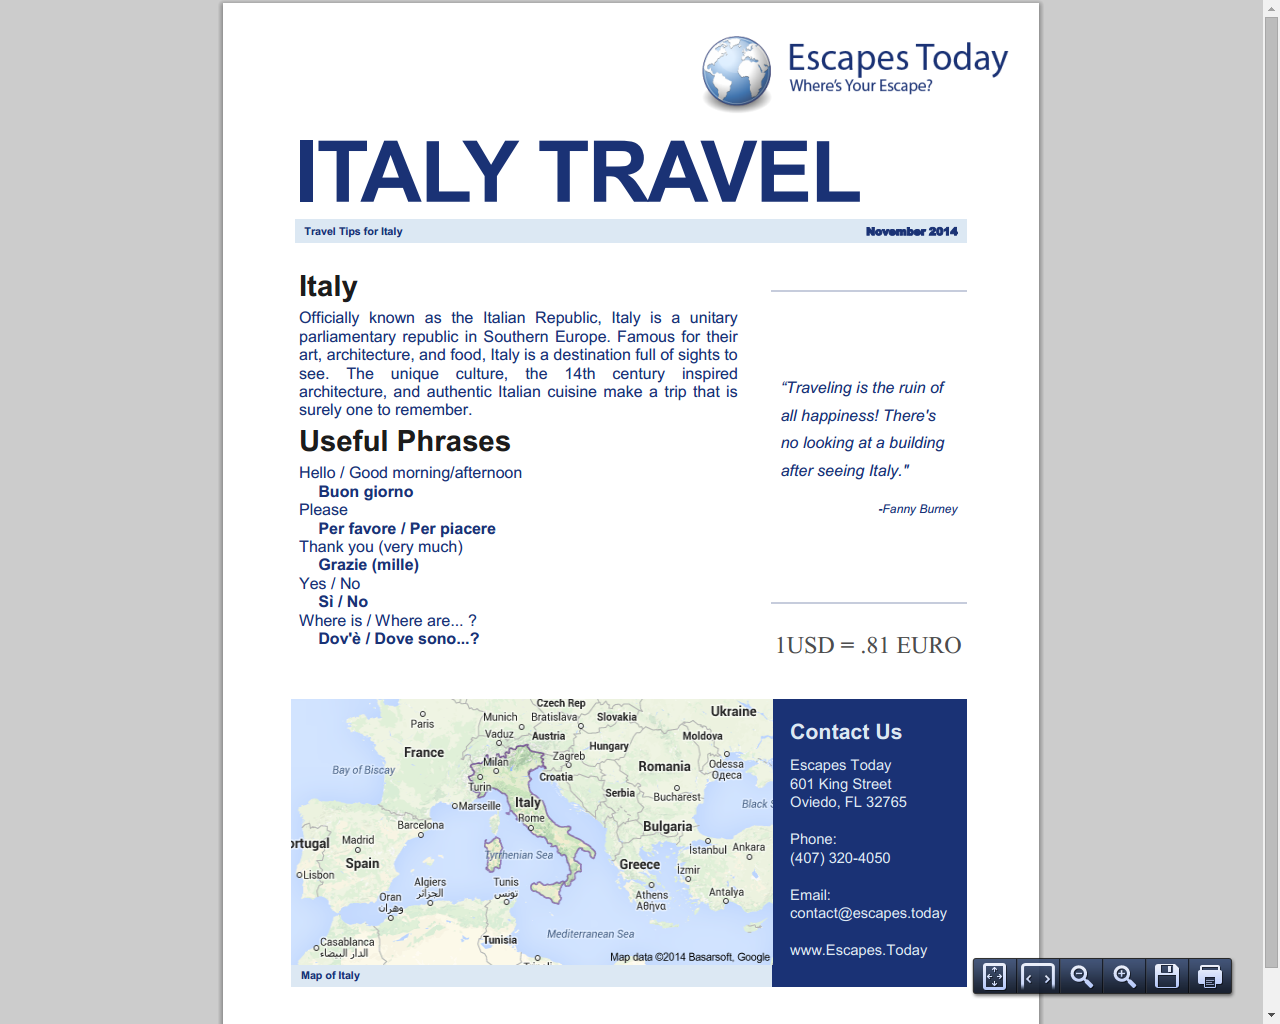 Escapes Today
Where's Your Escape?
ITALY TRAVEL
Travel Tips for Italy
November 2014
Italy
Officially known as the Italian Republic, Italy is a unitary
parliamentary republic in Southern Europe. Famous for their
art, architecture, and food, Italy is a destination full of sights to
see. The unique culture, the 14th century inspired
architecture, and authentic Italian cuisine make a trip that is
surely one to remember.
Useful Phrases
Hello / Good morning/afternoon
Buon giorno
Please
Per favore / Per piacere
Thank you (very much)
Grazie (mille)
Yes / No
Sì / No
Where is / Where are... ?
Dov'è / Dove sono...?
“Traveling is the ruin of
all happiness! There's
no looking at a building
after seeing Italy."
-Fanny Burney
1USD = .81 EURO
Czech Rep
Ukraine
Paris
Munich
Bratislava
Slovakia
Vaduz
Austria
Moldova
France
Hungary
Milan
Zagreb
Romania
Odessa
Одеса
Bay of Biscay
Croatia
Turin
Serbia
Bucharest
Marseille
Italy
Black S
Rome
Barcelona
Bulgaria
ortugal
Madrid
İstanbul
Ankara
Spain
Tyrrhenian Sea
Greece
İzmir
Lisbon
Algiers
الجزائر
Tunis
تونس
Oran
وهران
Athens
Αθήνα
Antalya
Casablanca
الدار البيضاء
Tunisia
Mediterranean Sea
Map data ©2014 Basarsoft, Google
Map of Italy
Contact Us
Escapes Today
601 King Street
Oviedo, FL 32765
Phone:
(407) 320-4050
Email:
contact@escapes.today
www.Escapes.Today